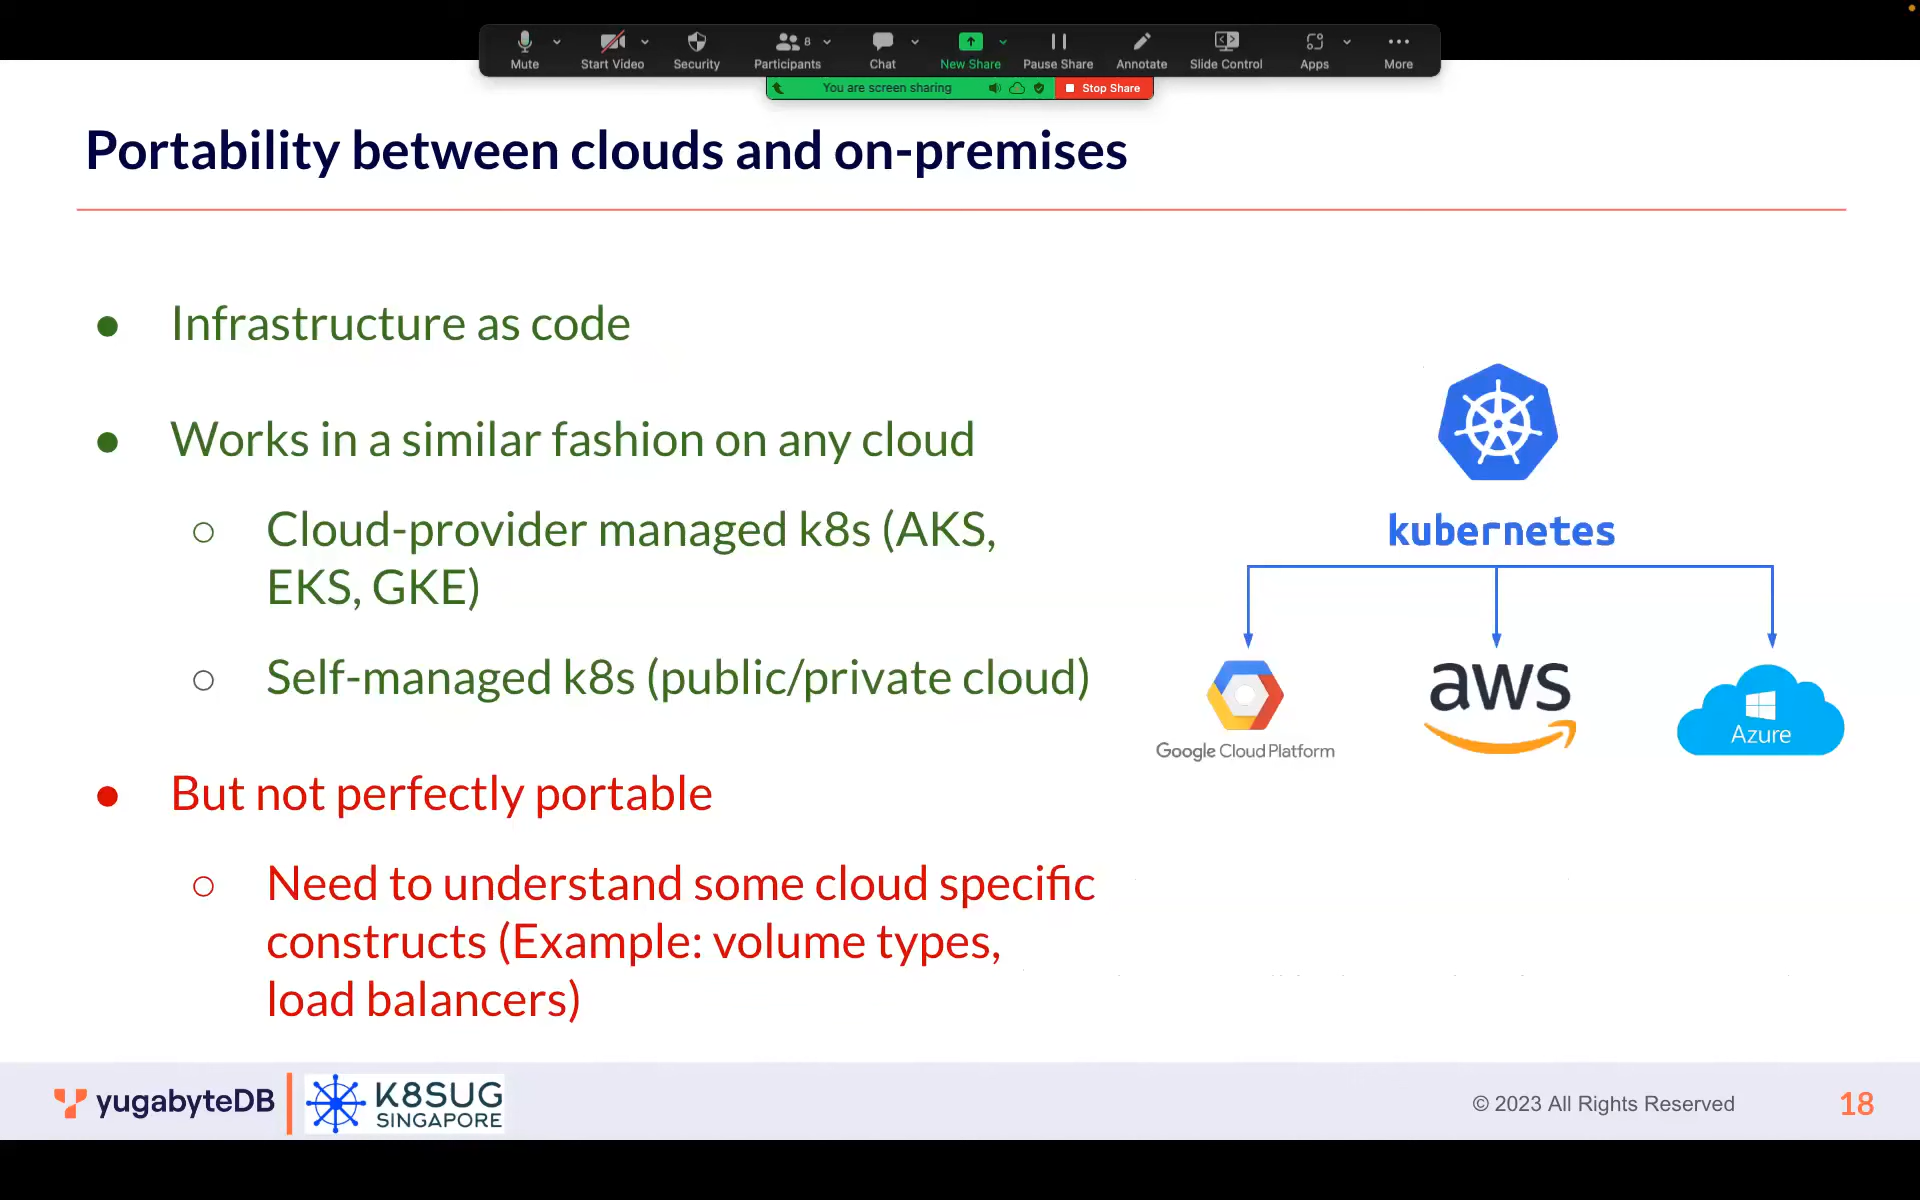 Mute
Start Video
Security
Participants
8
Chat
New Share
Pause Share
Annotate
Slide Control
Apps
More
You are screen sharing
Stop Share
Portability between clouds and on-premises
● Infrastructure as code
● Works in a similar fashion on any cloud
○ Cloud-provider managed k8s (AKS,
EKS, GKE)
○ Self-managed k8s (public/private cloud)
● But not perfectly portable
○ Need to understand some cloud specific
constructs (Example: volume types,
load balancers)
kubernetes
Google Cloud Platform
aws
Azure
yugabyteDB
K8SUG
SINGAPORE
© 2023 All Rights Reserved
18